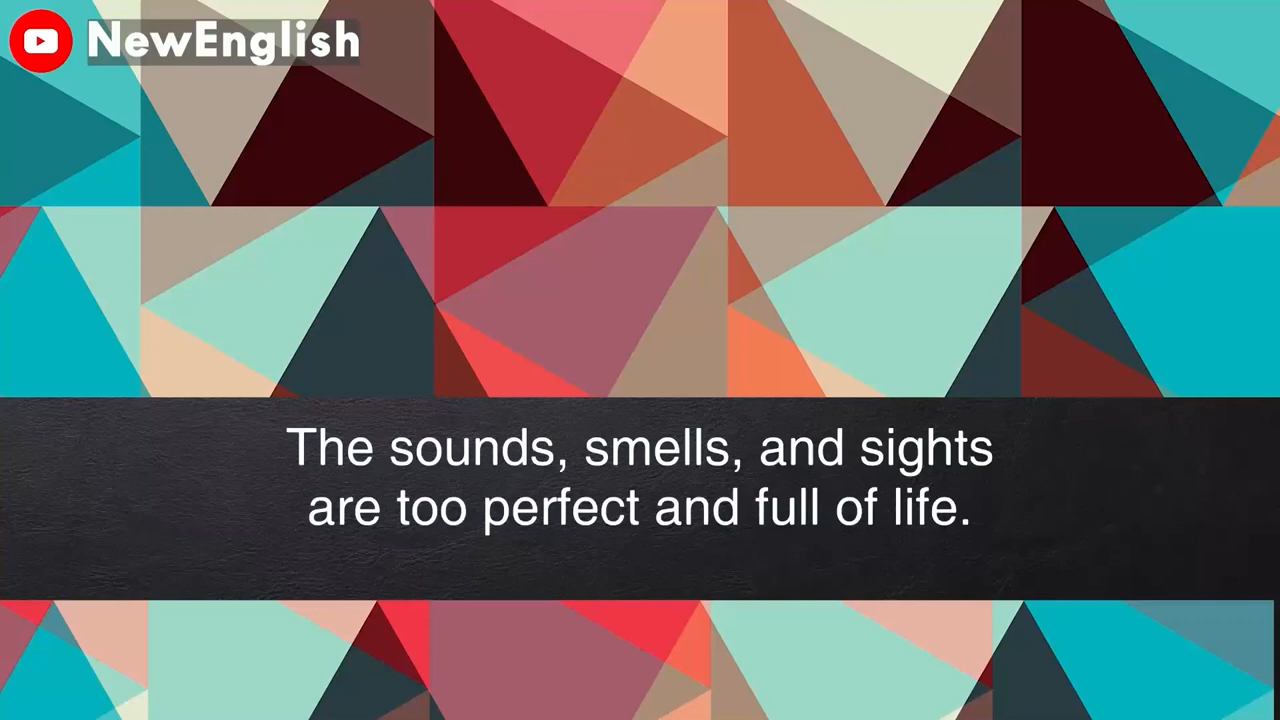 NewEnglish
The sounds, smells, and sights
are too perfect and full of life.